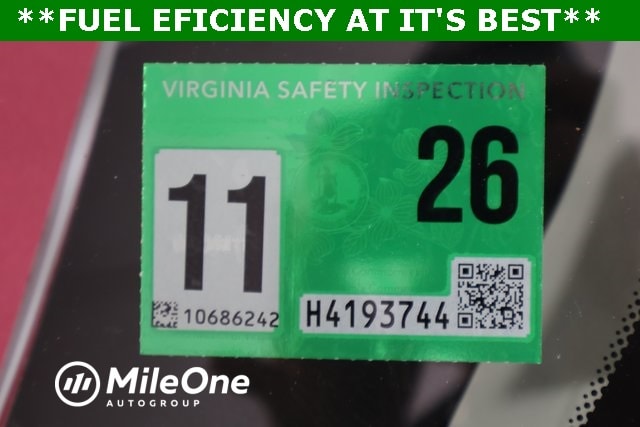 **FUEL EFICIENCY AT IT'S BEST**
VIRGINIA SAFETY INSPECTION
26
11
10686242
H4193744
MileOne
AUTOGROUP